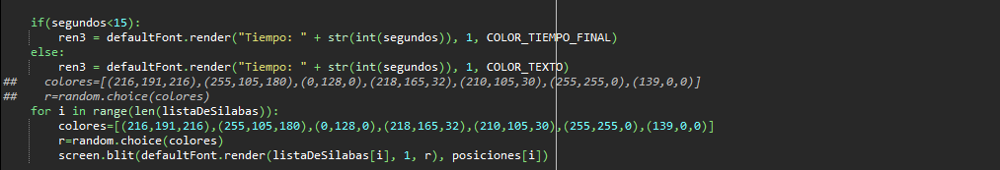 if(segundos<15):
    ren3 = defaultFont.render("Tiempo: " + str(int(segundos)), 1, COLOR_TIEMPO_FINAL)
else:
    ren3 = defaultFont.render("Tiempo: " + str(int(segundos)), 1, COLOR_TEXTO)
##    colores=[(216,191,216),(255,105,180),(0,128,0),(218,165,32),(210,105,30),(255,255,0),(139,0,0)]
##    r=random.choice(colores)
for i in range(len(listaDeSilabas)):
    colores=[(216,191,216),(255,105,180),(0,128,0),(218,165,32),(210,105,30),(255,255,0),(139,0,0)]
    r=random.choice(colores)
    screen.blit(defaultFont.render(listaDeSilabas[i], 1, r), posiciones[i])